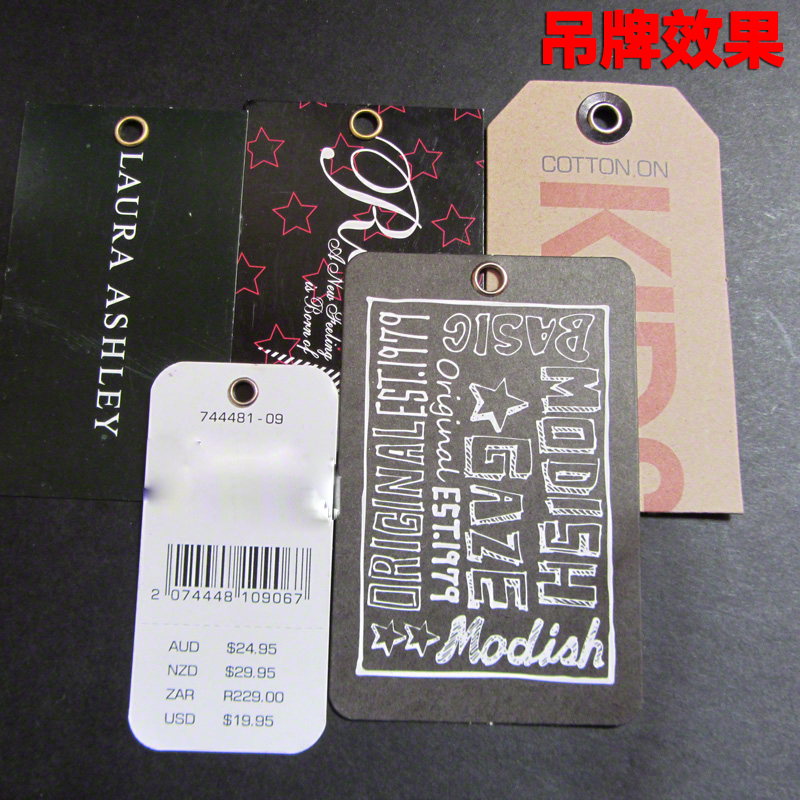 吊牌效果
LAURA ASHLEY
R
A New Feeling
is Born of
COTTON ON
KIDS
744481-09
2 074448 109067
AUD $24.95
NZD $29.95
ZAR R229.00
USD $19.95
BASIC
MODISH
Original
GAZE
EST.1979
ORIGINAL EST.1979
Modish